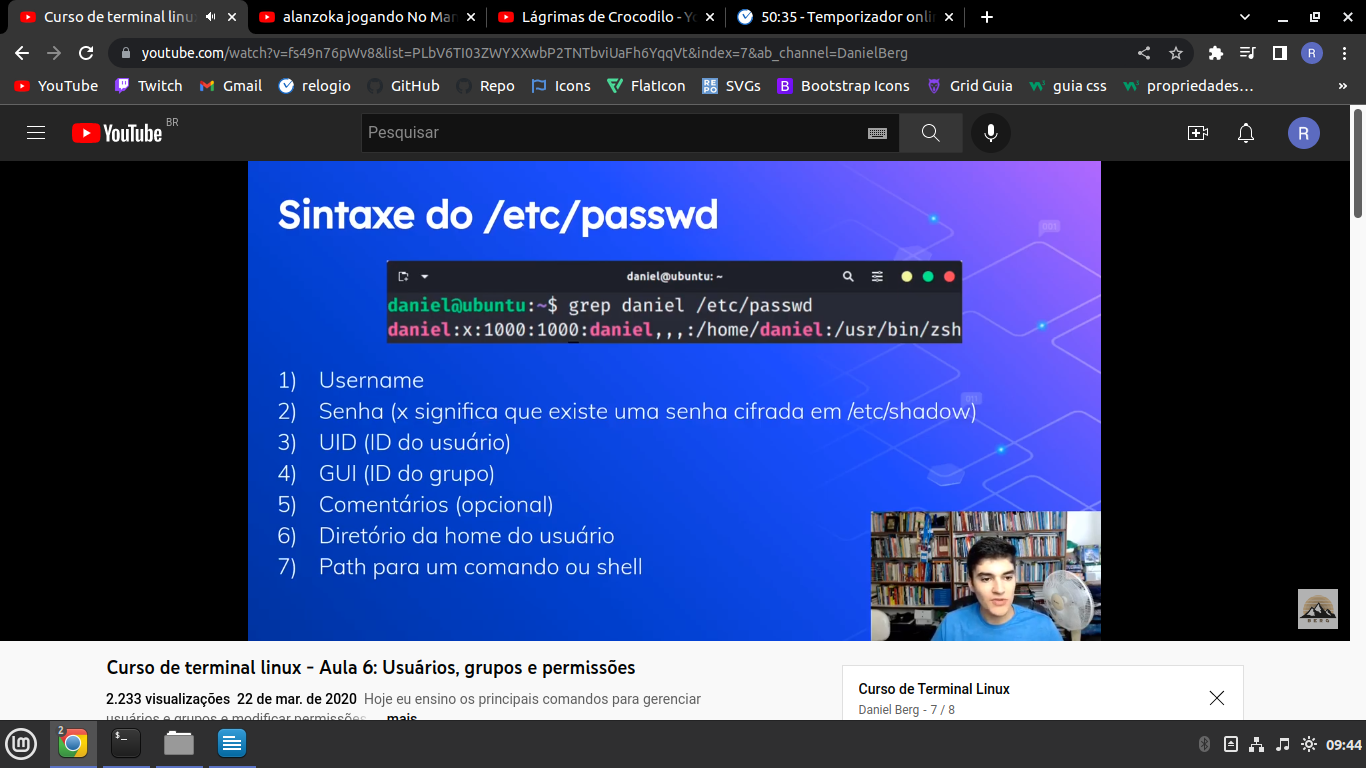 Curso de terminal linu
alanzoka jogando No Man
Lágrimas de Crocodilo - Yo
50:35 - Temporizador onli
youtube.com/watch?v=fs49n76pWv8&list=PLbV6TI03ZWYXXwbP2TNTbviUaFh6YqqVt&index=7&ab_channel=DanielBerg
R
YouTube
Twitch
Gmail
relogio
GitHub
Repo
Icons
FlatIcon
REPO
SVGs
B
Bootstrap Icons
Grid Guia
guia css
propriedades...
»
YouTube BR
Pesquisar
R
Sintaxe do /etc/passwd
daniel@ubuntu: ~
daniel@ubuntu:~$ grep daniel /etc/passwd
daniel:x:1000:1000:daniel,,,:/home/daniel:/usr/bin/zsh
1) Username
2) Senha (x significa que existe uma senha cifrada em /etc/shadow)
3) UID (ID do usuário)
4) GUI (ID do grupo)
5) Comentários (opcional)
6) Diretório da home do usuário
7) Path para um comando ou shell
BERG
Curso de terminal linux - Aula 6: Usuários, grupos e permissões
2.233 visualizações 22 de mar. de 2020 Hoje eu ensino os principais comandos para gerenciar
usuários e grupos e modificar permissões ... mais
Curso de Terminal Linux
Daniel Berg - 7 / 8
2
$_
09:44